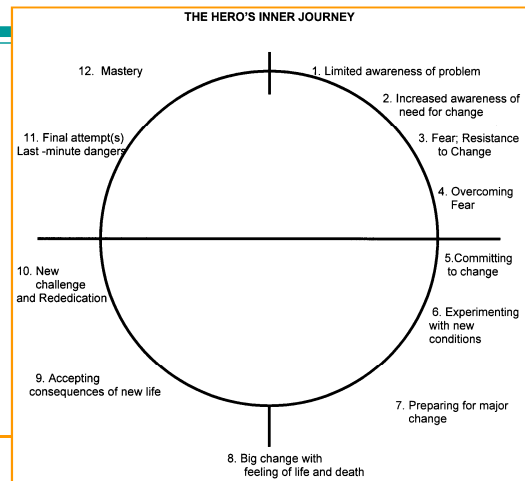 THE HERO'S INNER JOURNEY
12. Mastery
1. Limited awareness of problem
2. Increased awareness of
need for change
11. Final attempt(s)
Last -minute dangers
3. Fear; Resistance
to Change
4. Overcoming
Fear
5.Committing
to change
10. New
challenge
and Rededication
6. Experimenting
with new
conditions
9. Accepting
consequences of new life
7. Preparing for major
change
8. Big change with
feeling of life and death